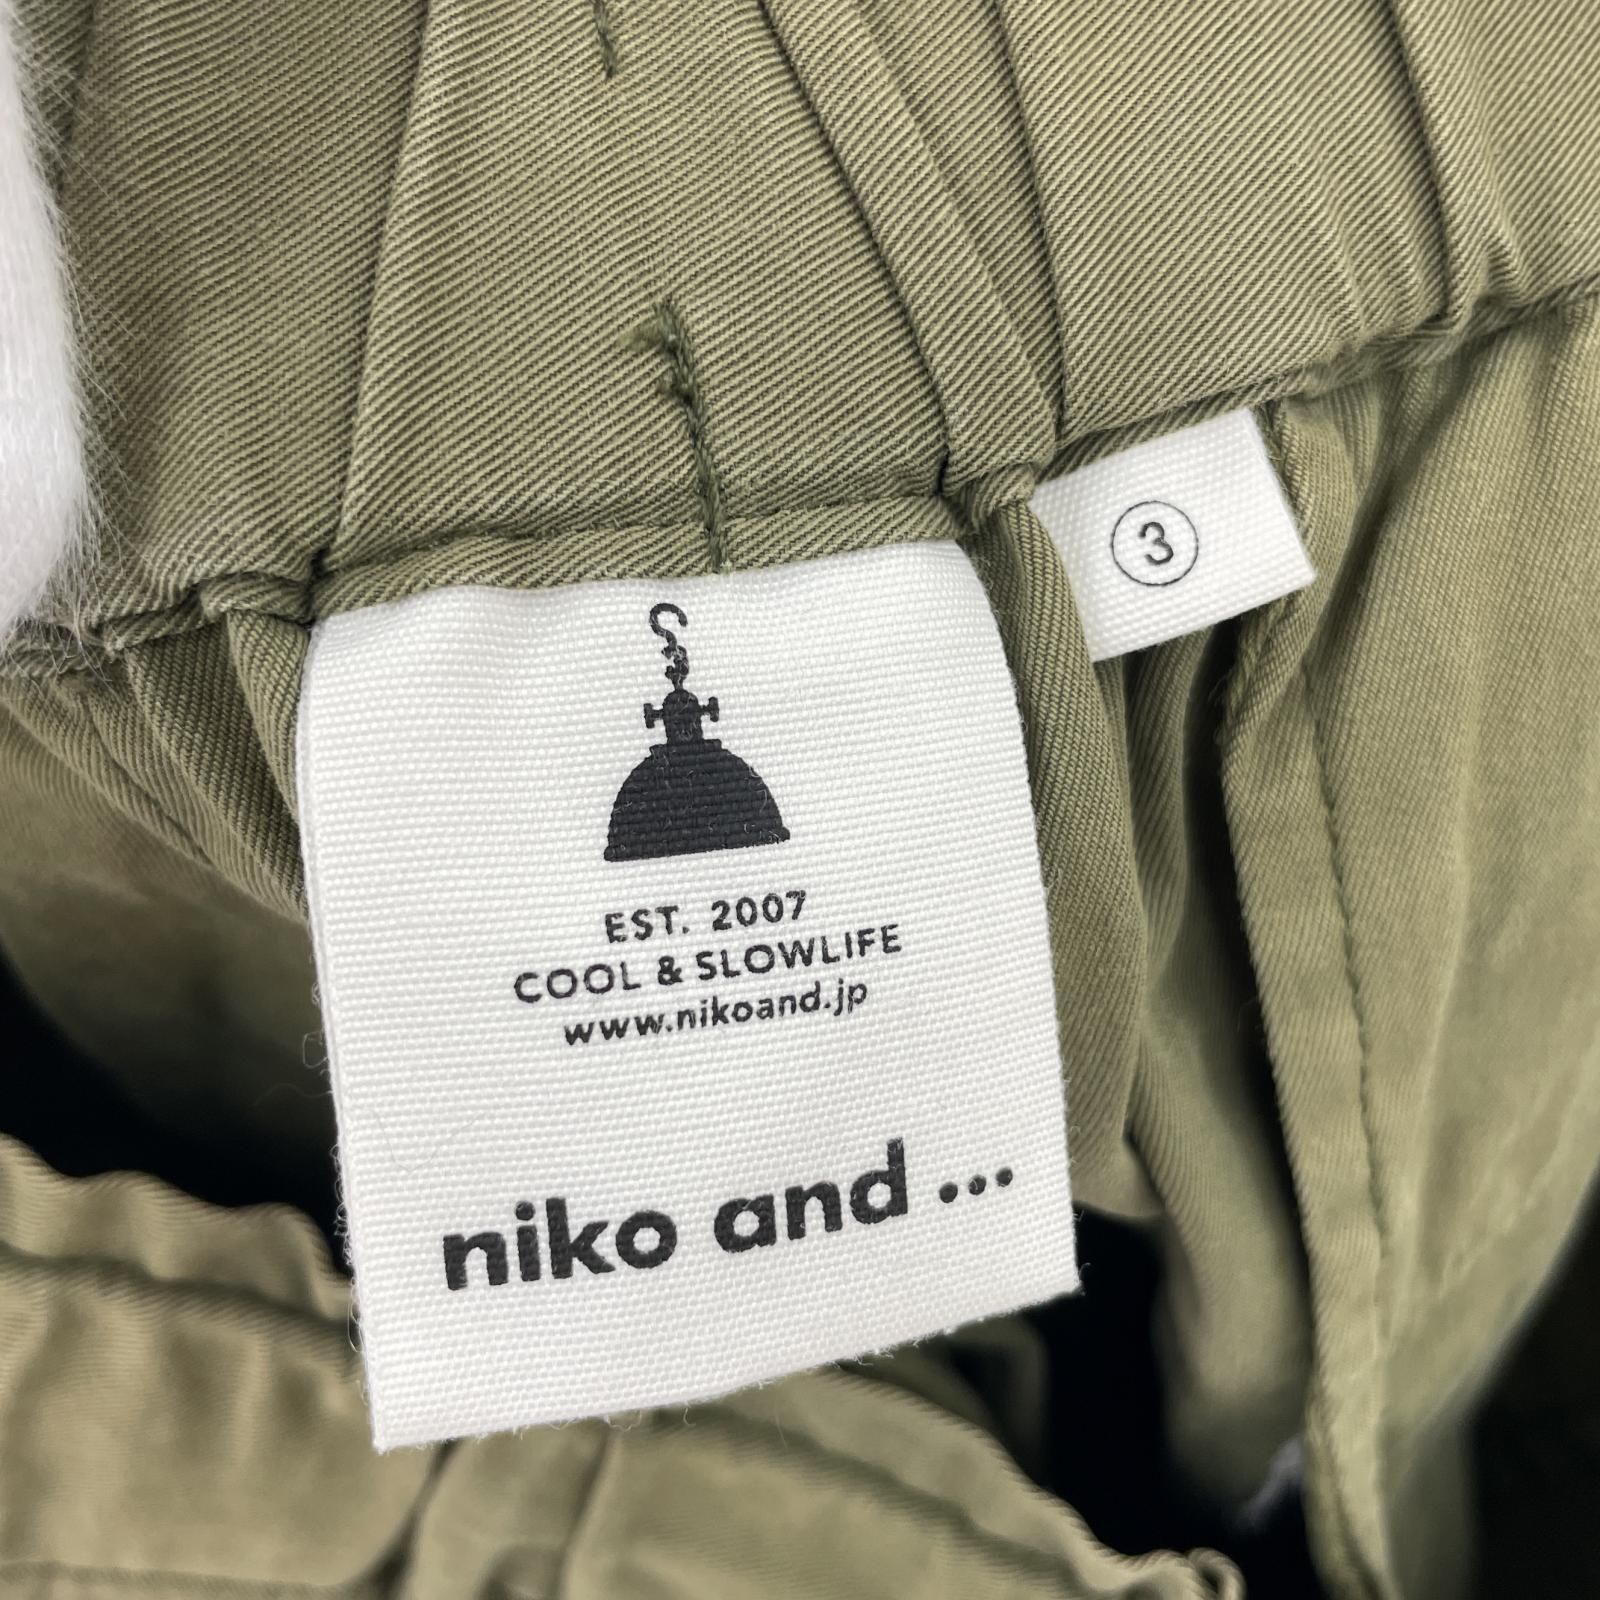 ③
EST. 2007
COOL & SLOWLIFE
www.nikoand.jp
niko and ...